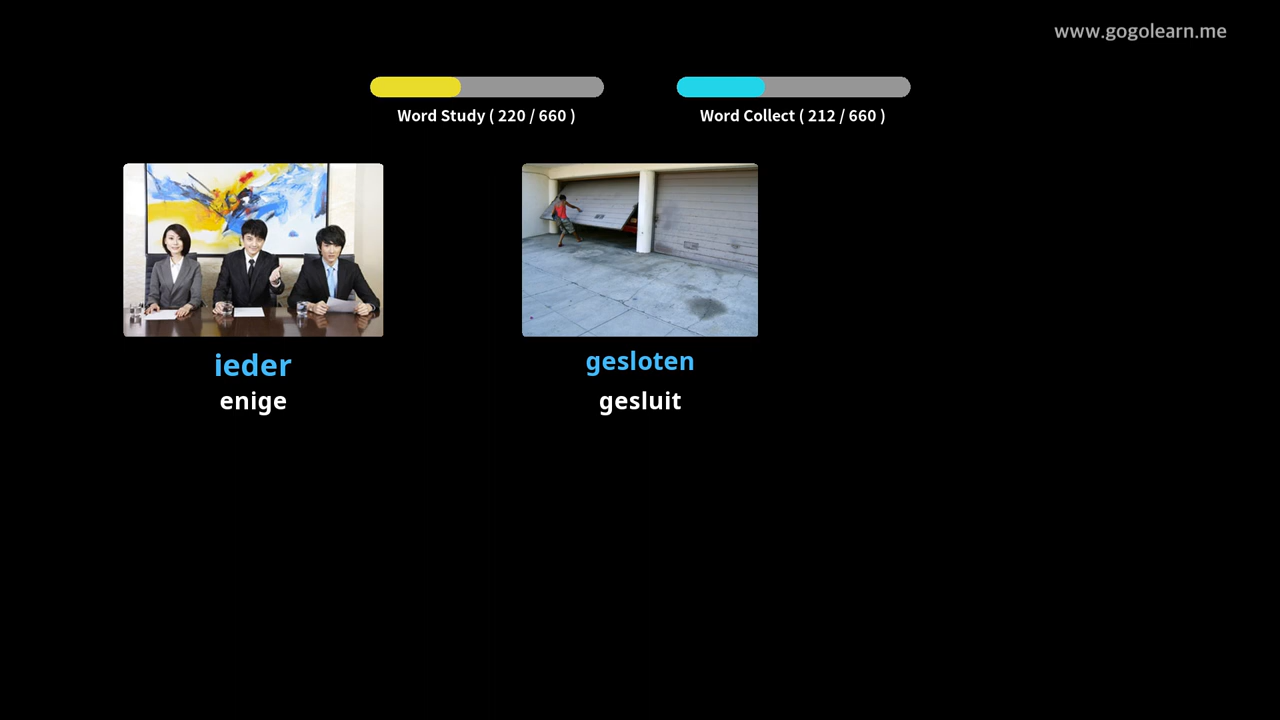 www.gogolearn.me
Word Study ( 220 / 660 )
Word Collect ( 212 / 660 )
ieder
enige
gesloten
gesluit